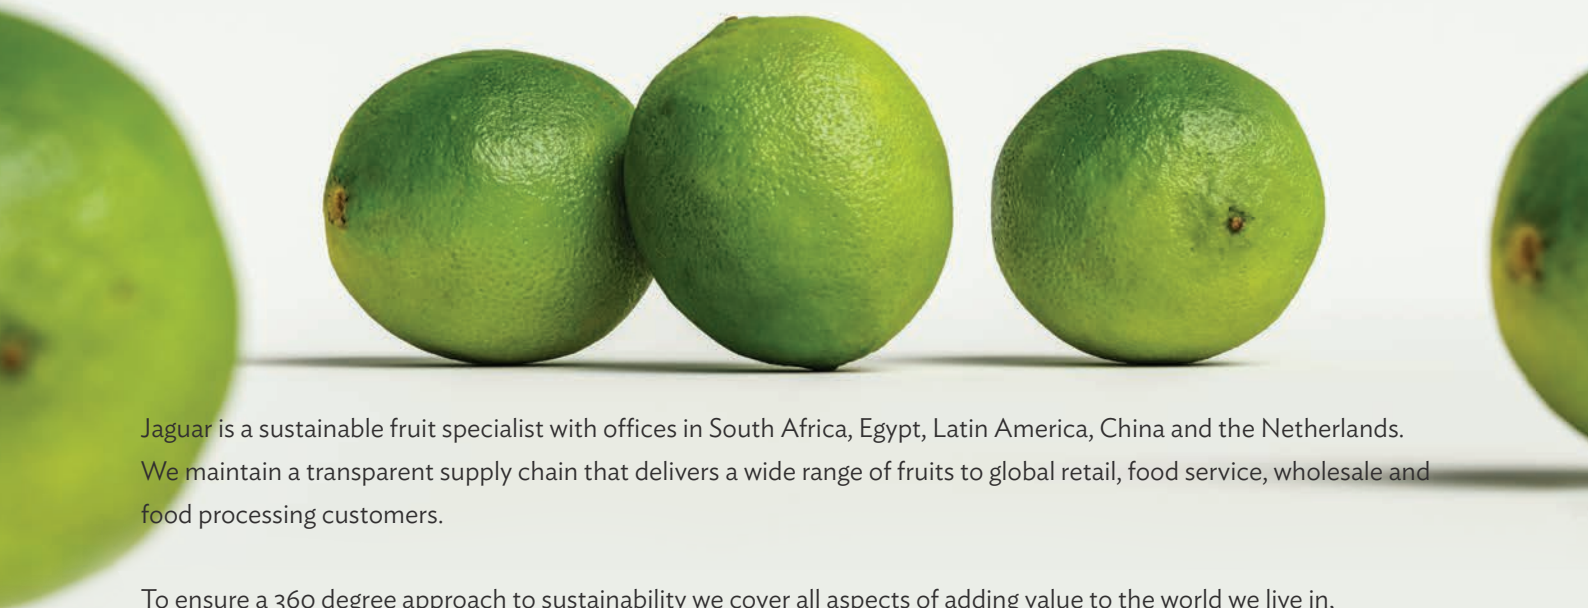 Jaguar is a sustainable fruit specialist with offices in South Africa, Egypt, Latin America, China and the Netherlands.
We maintain a transparent supply chain that delivers a wide range of fruits to global retail, food service, wholesale and
food processing customers.
To ensure a 360 degree approach to sustainability we cover all aspects of adding value to the world we live in,